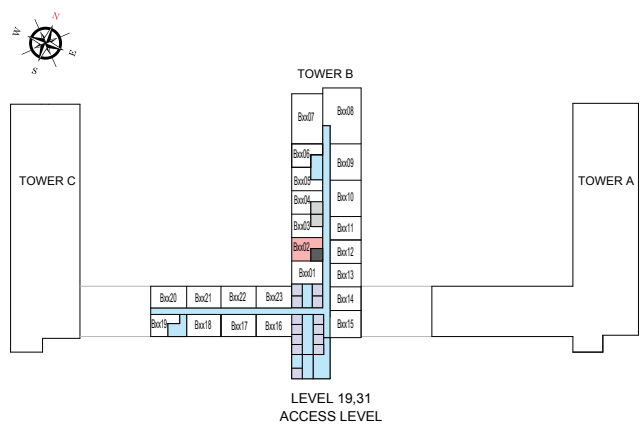 N
W
E
S
TOWER B
Bxx07
Bxx08
Bxx06
Bxx09
Bxx05
TOWER C
TOWER A
Bxx04
Bxx10
Bxx03
Bxx11
Bxx02
Bxx12
Bxx01
Bxx13
Bxx20 Bxx21 Bxx22 Bxx23
Bxx14
Bxx19 Bxx18 Bxx17 Bxx16
Bxx15
LEVEL 19,31
ACCESS LEVEL